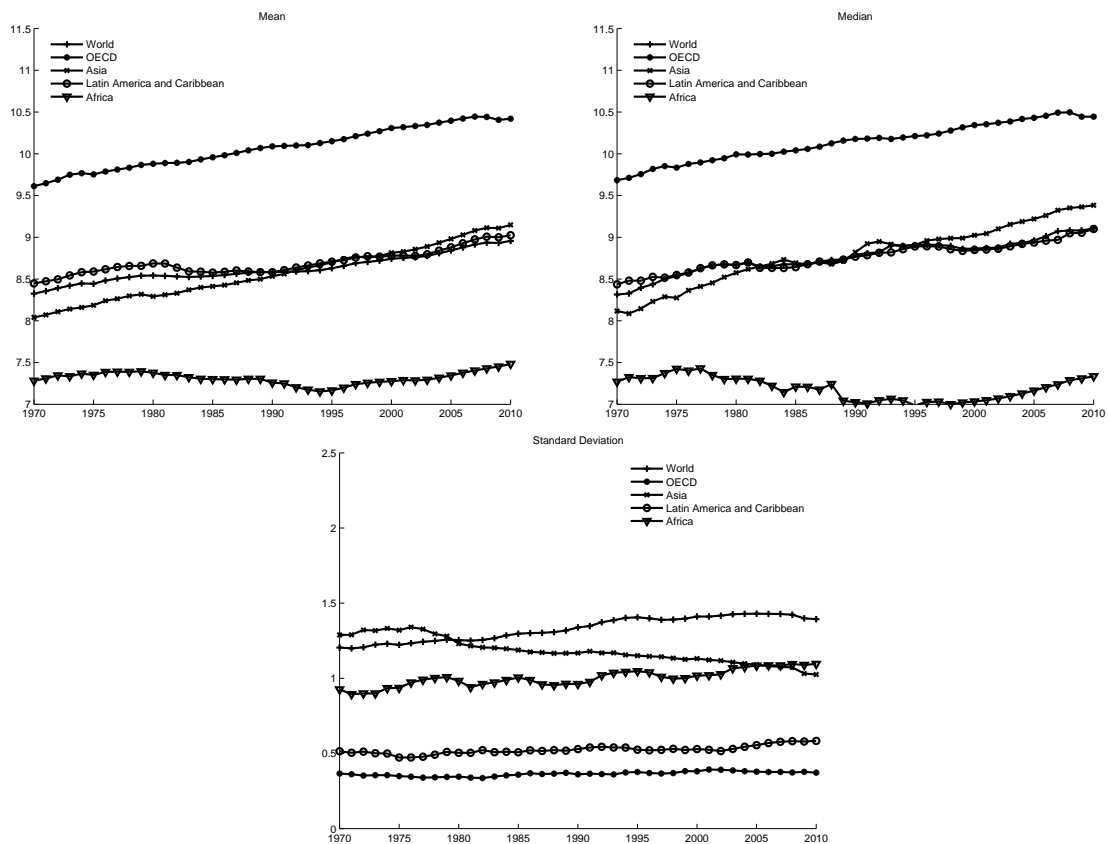 Mean
11.5
11
10.5
10
9.5
9
8.5
8
7.5
7
1970 1975 1980 1985 1990 1995 2000 2005 2010
World
OECD
Asia
Latin America and Caribbean
Africa
Median
11.5
11
10.5
10
9.5
9
8.5
8
7.5
7
1970 1975 1980 1985 1990 1995 2000 2005 2010
World
OECD
Asia
Latin America and Caribbean
Africa
Standard Deviation
2.5
2
1.5
1
0.5
0
1970 1975 1980 1985 1990 1995 2000 2005 2010
World
OECD
Asia
Latin America and Caribbean
Africa